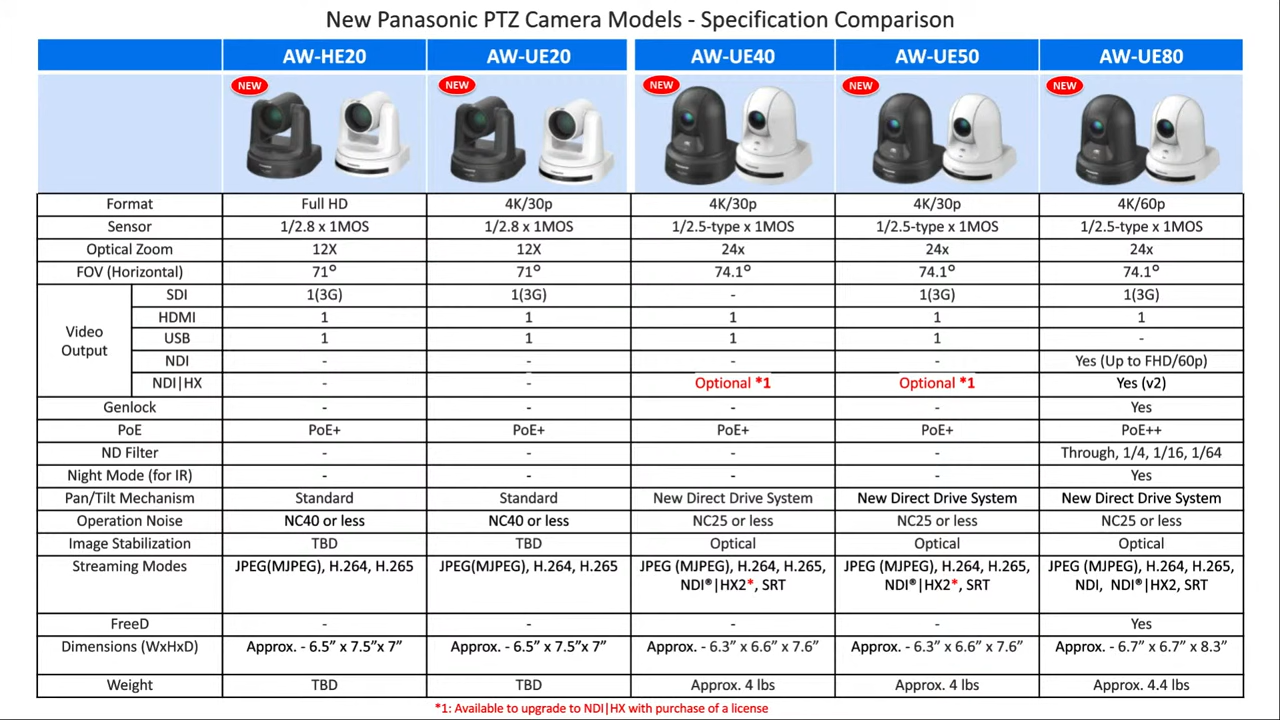 New Panasonic PTZ Camera Models - Specification Comparison
AW-HE20 AW-UE20 AW-UE40 AW-UE50 AW-UE80
NEW NEW NEW NEW NEW
Format Full HD 4K/30p 4K/30p 4K/30p 4K/60p
Sensor 1/2.8 x 1MOS 1/2.8 x 1MOS 1/2.5-type x 1MOS 1/2.5-type x 1MOS 1/2.5-type x 1MOS
Optical Zoom 12X 12X 24x 24x 24x
FOV (Horizontal) 71° 71° 74.1° 74.1° 74.1°
Video Output
SDI 1(3G) 1(3G) - 1(3G) 1(3G)
HDMI 1 1 1 1 1
USB 1 1 1 1 -
NDI - - - - Yes (Up to FHD/60p)
NDI|HX - - Optional *1 Optional *1 Yes (v2)
Genlock - - - - Yes
PoE PoE+ PoE+ PoE+ PoE+ PoE++
ND Filter - - - - Through, 1/4, 1/16, 1/64
Night Mode (for IR) - - - - Yes
Pan/Tilt Mechanism Standard Standard New Direct Drive System New Direct Drive System New Direct Drive System
Operation Noise NC40 or less NC40 or less NC25 or less NC25 or less NC25 or less
Image Stabilization TBD TBD Optical Optical Optical
Streaming Modes JPEG(MJPEG), H.264, H.265 JPEG(MJPEG), H.264, H.265 JPEG (MJPEG), H.264, H.265, JPEG (MJPEG), H.264, H.265, JPEG (MJPEG), H.264, H.265,
NDI®|HX2*, SRT NDI®|HX2*, SRT NDI, NDI®|HX2, SRT
FreeD - - - - Yes
Dimensions (WxHxD) Approx. - 6.5” x 7.5”x 7” Approx. - 6.5” x 7.5”x 7” Approx. - 6.3” x 6.6” x 7.6” Approx. - 6.3” x 6.6” x 7.6” Approx. - 6.7” x 6.7” x 8.3”
Weight TBD TBD Approx. 4 lbs Approx. 4 lbs Approx. 4.4 lbs
*1: Available to upgrade to NDI|HX with purchase of a license